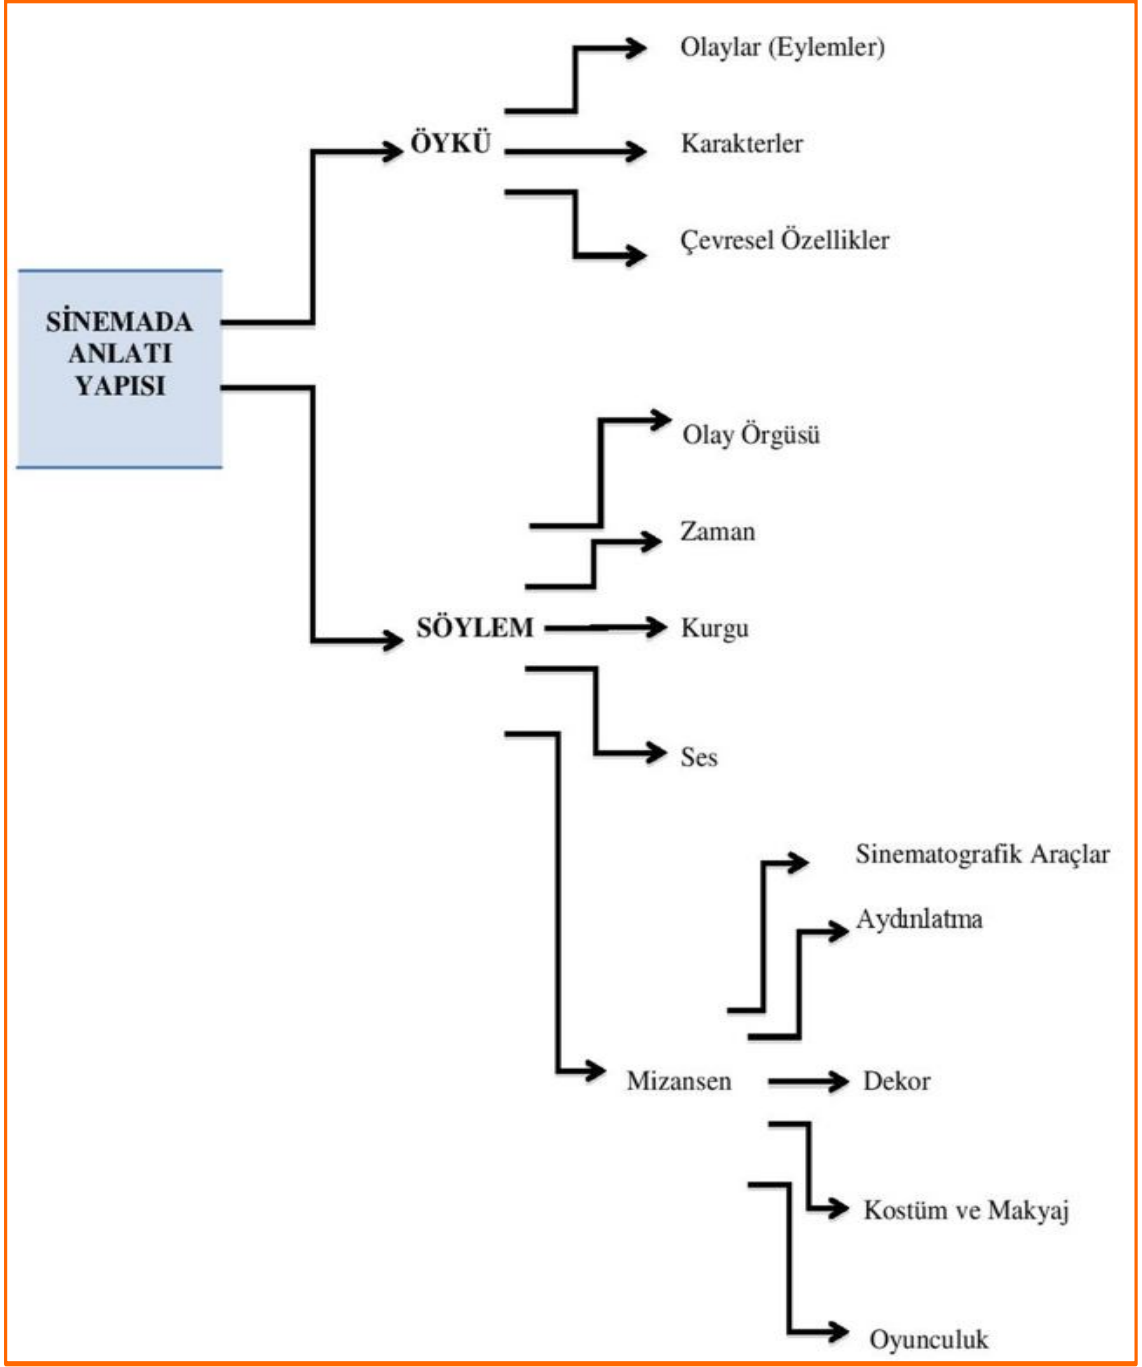 Olaylar (Eylemler)
ÖYKÜ
Karakterler
Çevresel Özellikler
SİNEMADA
ANLATI
YAPISI
Olay Örgüsü
Zaman
SÖYLEM
Kurgu
Ses
Sinematografik Araçlar
Aydınlatma
Mizansen
Dekor
Kostüm ve Makyaj
Oyunculuk